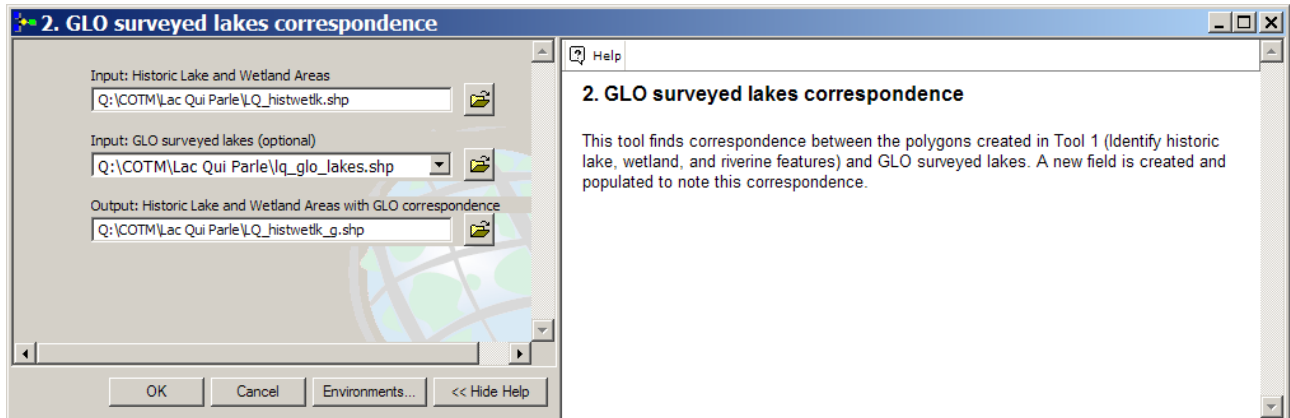 2. GLO surveyed lakes correspondence
Input: Historic Lake and Wetland Areas
Q:\COTM\Lac Qui Parle\LQ_histwetlk.shp
Input: GLO surveyed lakes (optional)
Q:\COTM\Lac Qui Parle\lq_glo_lakes.shp
Output: Historic Lake and Wetland Areas with GLO correspondence
Q:\COTM\Lac Qui Parle\LQ_histwetlk_g.shp
OK Cancel Environments... << Hide Help
Help
2. GLO surveyed lakes correspondence
This tool finds correspondence between the polygons created in Tool 1 (Identify historic
lake, wetland, and riverine features) and GLO surveyed lakes. A new field is created and
populated to note this correspondence.